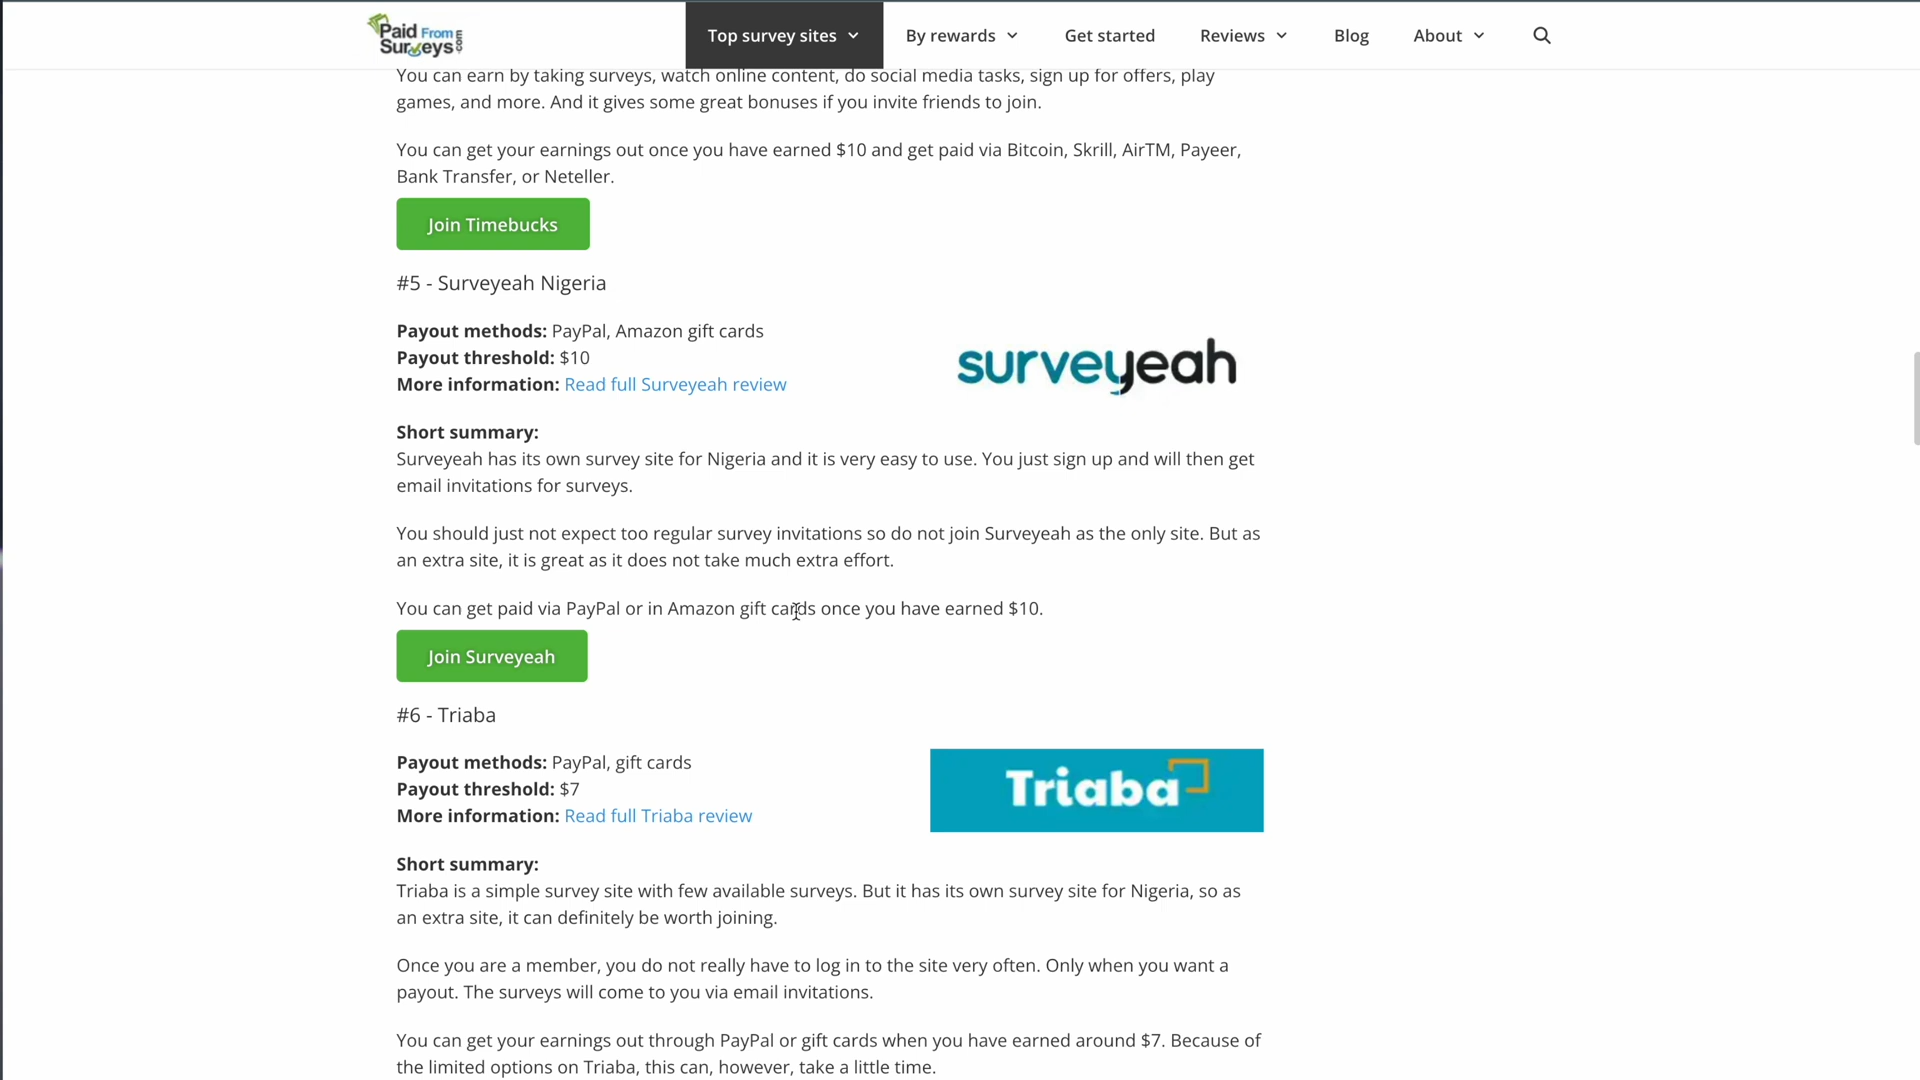 Paid From
Surveys.com
Top survey sites
By rewards
Get started
Reviews
Blog
About
You can earn by taking surveys, watch online content, do social media tasks, sign up for offers, play
games, and more. And it gives some great bonuses if you invite friends to join.
You can get your earnings out once you have earned $10 and get paid via Bitcoin, Skrill, AirTM, Payeer,
Bank Transfer, or Neteller.
Join Timebucks
#5 - Surveyeah Nigeria
Payout methods: PayPal, Amazon gift cards
Payout threshold: $10
More information: Read full Surveyeah review
surveyeah
Short summary:
Surveyeah has its own survey site for Nigeria and it is very easy to use. You just sign up and will then get
email invitations for surveys.
You should just not expect too regular survey invitations so do not join Surveyeah as the only site. But as
an extra site, it is great as it does not take much extra effort.
You can get paid via PayPal or in Amazon gift cards once you have earned $10.
Join Surveyeah
#6 - Triaba
Payout methods: PayPal, gift cards
Payout threshold: $7
More information: Read full Triaba review
Triaba
Short summary:
Triaba is a simple survey site with few available surveys. But it has its own survey site for Nigeria, so as
an extra site, it can definitely be worth joining.
Once you are a member, you do not really have to log in to the site very often. Only when you want a
payout. The surveys will come to you via email invitations.
You can get your earnings out through PayPal or gift cards when you have earned around $7. Because of
the limited options on Triaba, this can, however, take a little time.